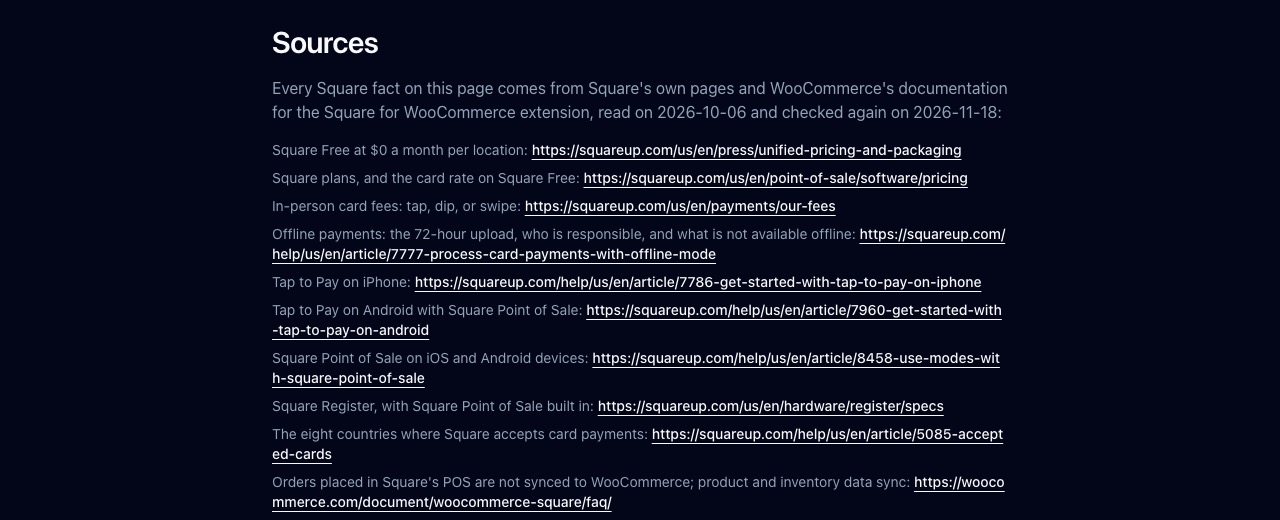 Sources
Every Square fact on this page comes from Square's own pages and WooCommerce's documentation
for the Square for WooCommerce extension, read on 2026-10-06 and checked again on 2026-11-18:
Square Free at $0 a month per location: https://squareup.com/us/en/press/unified-pricing-and-packaging
Square plans, and the card rate on Square Free: https://squareup.com/us/en/point-of-sale/software/pricing
In-person card fees: tap, dip, or swipe: https://squareup.com/us/en/payments/our-fees
Offline payments: the 72-hour upload, who is responsible, and what is not available offline: https://squareup.com/
help/us/en/article/7777-process-card-payments-with-offline-mode
Tap to Pay on iPhone: https://squareup.com/help/us/en/article/7786-get-started-with-tap-to-pay-on-iphone
Tap to Pay on Android with Square Point of Sale: https://squareup.com/help/us/en/article/7960-get-started-with
-tap-to-pay-on-android
Square Point of Sale on iOS and Android devices: https://squareup.com/help/us/en/article/8458-use-modes-wit
h-square-point-of-sale
Square Register, with Square Point of Sale built in: https://squareup.com/us/en/hardware/register/specs
The eight countries where Square accepts card payments: https://squareup.com/help/us/en/article/5085-accept
ed-cards
Orders placed in Square's POS are not synced to WooCommerce; product and inventory data sync: https://wooco
mmerce.com/document/woocommerce-square/faq/